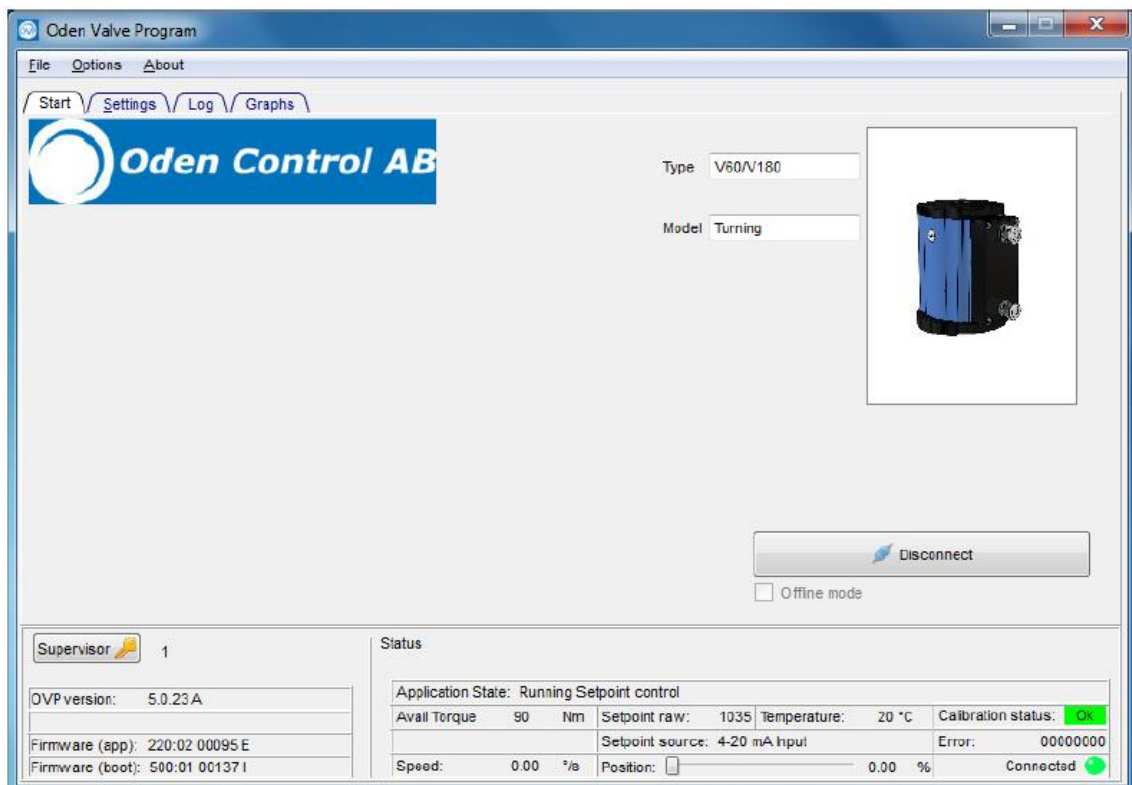 Oden Valve Program
File Options About
Start Settings Log Graphs
Oden Control AB
Type V60/V180
Model Turning
Disconnect
Offline mode
Supervisor 1
Status
OVP version: 5.0.23 A
Application State: Running Setpoint control
Avail Torque 90 Nm Setpoint raw: 1035 Temperature: 20 °C Calibration status: OK
Firmware (app): 220:02 00095 E
Setpoint source: 4-20 mA Input Error: 00000000
Firmware (boot): 500:01 00137 I
Speed: 0.00 °/s Position: 0.00 % Connected